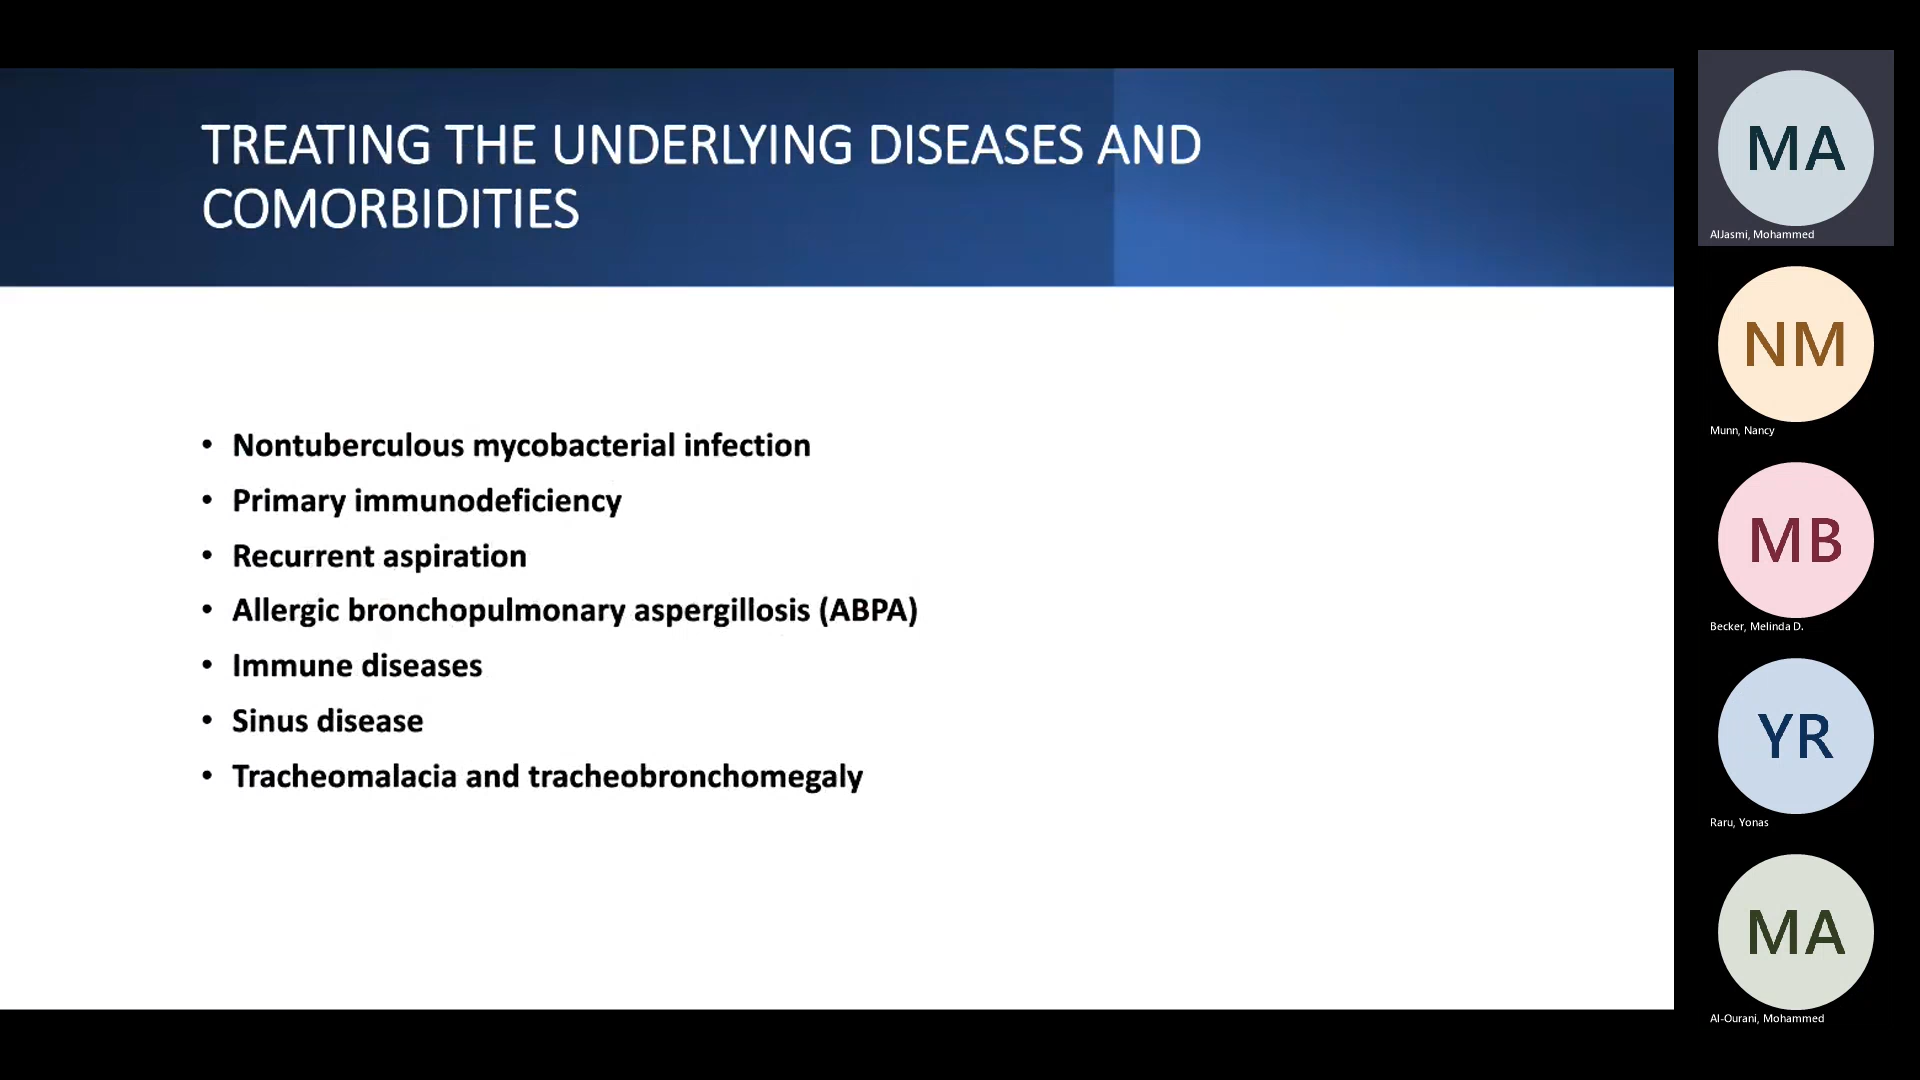 TREATING THE UNDERLYING DISEASES AND
COMORBIDITIES
• Nontuberculous mycobacterial infection
• Primary immunodeficiency
• Recurrent aspiration
• Allergic bronchopulmonary aspergillosis (ABPA)
• Immune diseases
• Sinus disease
• Tracheomalacia and tracheobronchomegaly
MA
AlJasmi, Mohammed
NM
Munn, Nancy
MB
Becker, Melinda D.
YR
Raru, Yonas
MA
Al-Ourani, Mohammed